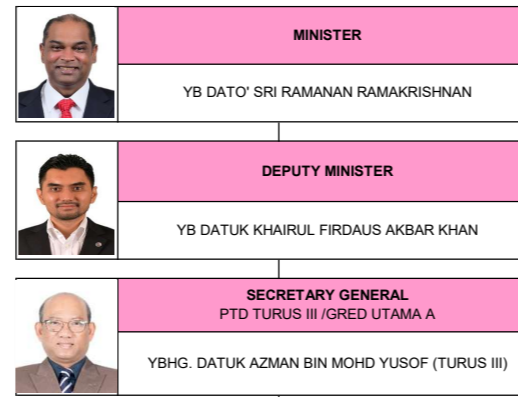 MINISTER
YB DATO' SRI RAMANAN RAMAKRISHNAN
DEPUTY MINISTER
YB DATUK KHAIRUL FIRDAUS AKBAR KHAN
SECRETARY GENERAL
PTD TURUS III /GRED UTAMA A
YBHG. DATUK AZMAN BIN MOHD YUSOF (TURUS III)